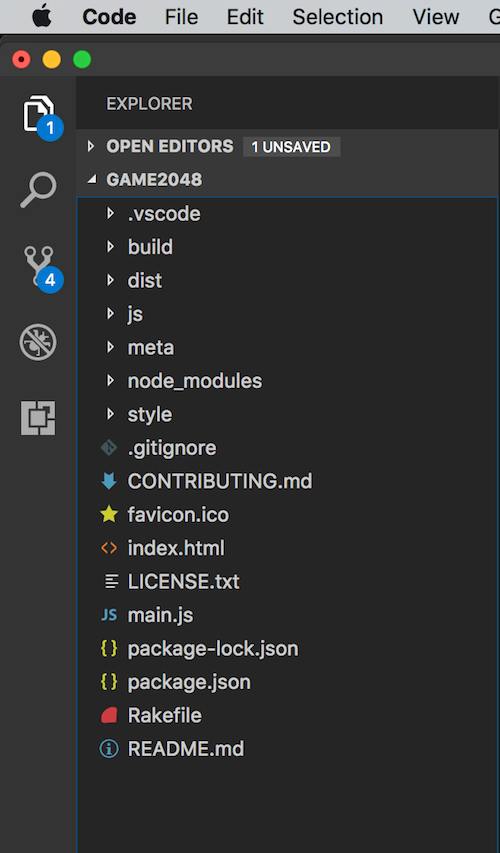 Code File Edit Selection View
EXPLORER
1
OPEN EDITORS 1 UNSAVED
GAME2048
.vscode
build
4
dist
js
meta
node_modules
style
.gitignore
CONTRIBUTING.md
favicon.ico
index.html
LICENSE.txt
JS main.js
package-lock.json
package.json
Rakefile
README.md